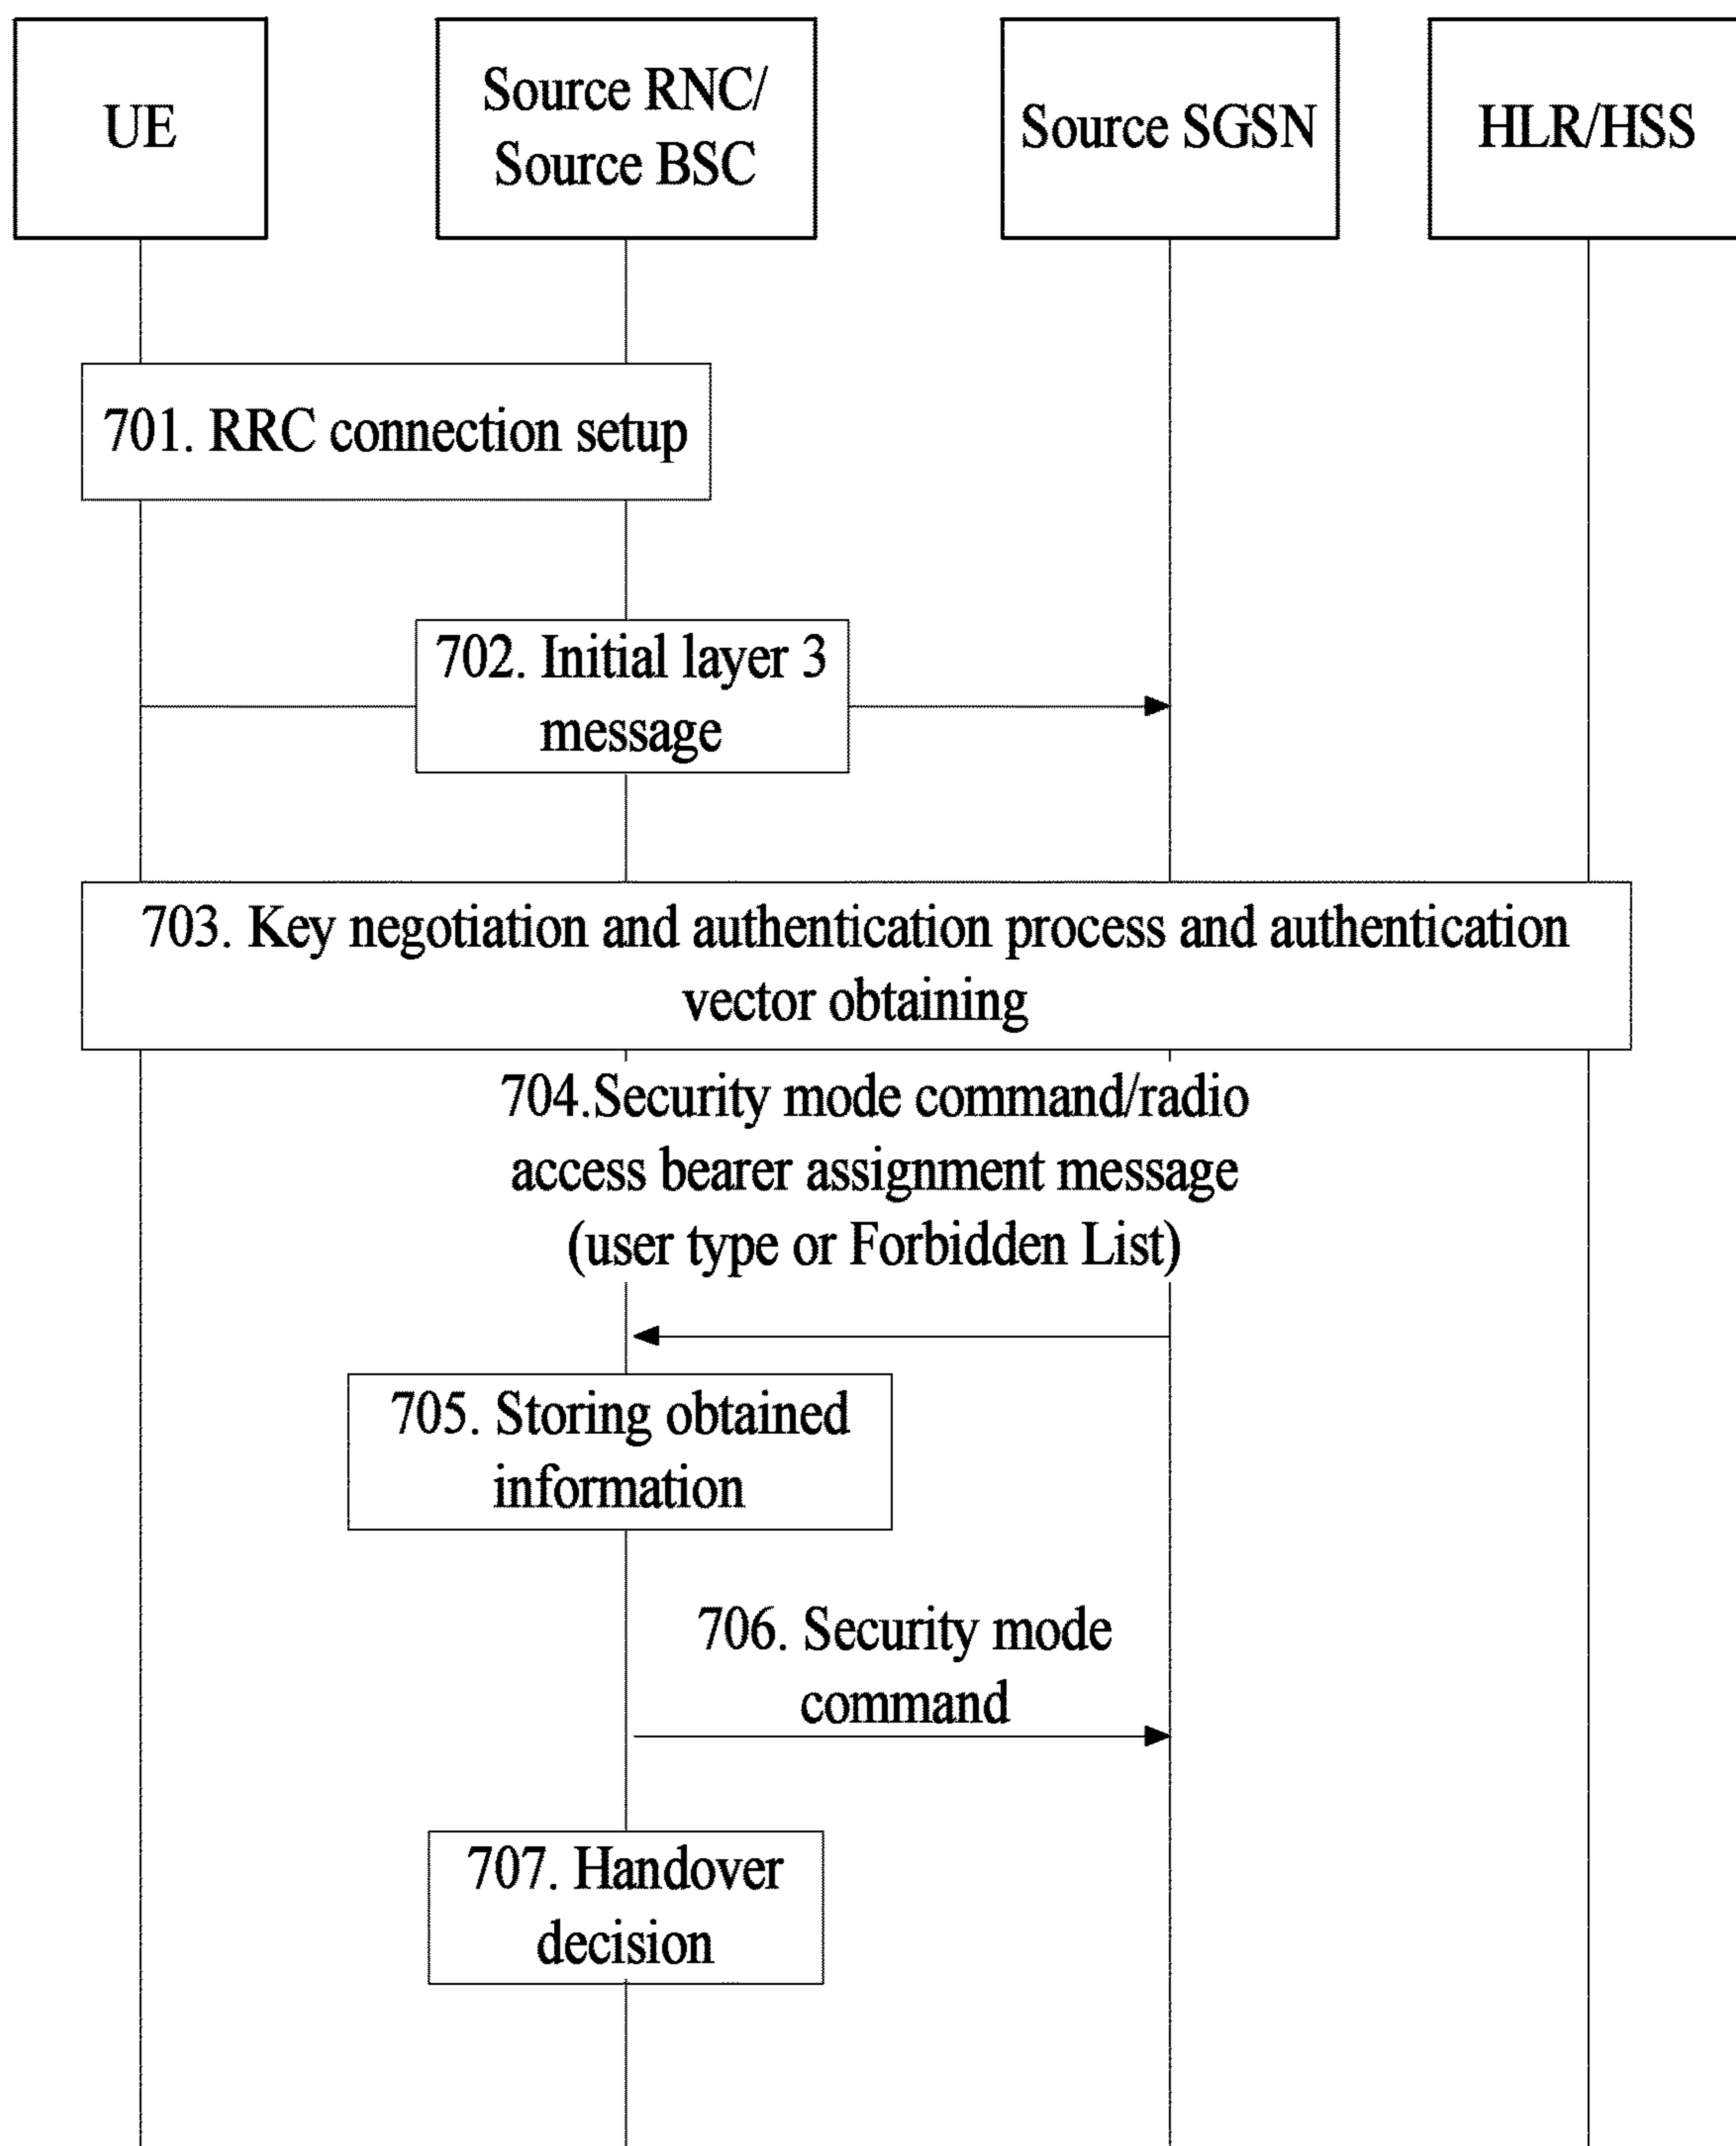 UE
Source RNC/
Source BSC
Source SGSN
HLR/HSS
701. RRC connection setup
702. Initial layer 3
message
703. Key negotiation and authentication process and authentication
vector obtaining
704.Security mode command/radio
access bearer assignment message
(user type or Forbidden List)
705. Storing obtained
information
706. Security mode
command
707. Handover
decision